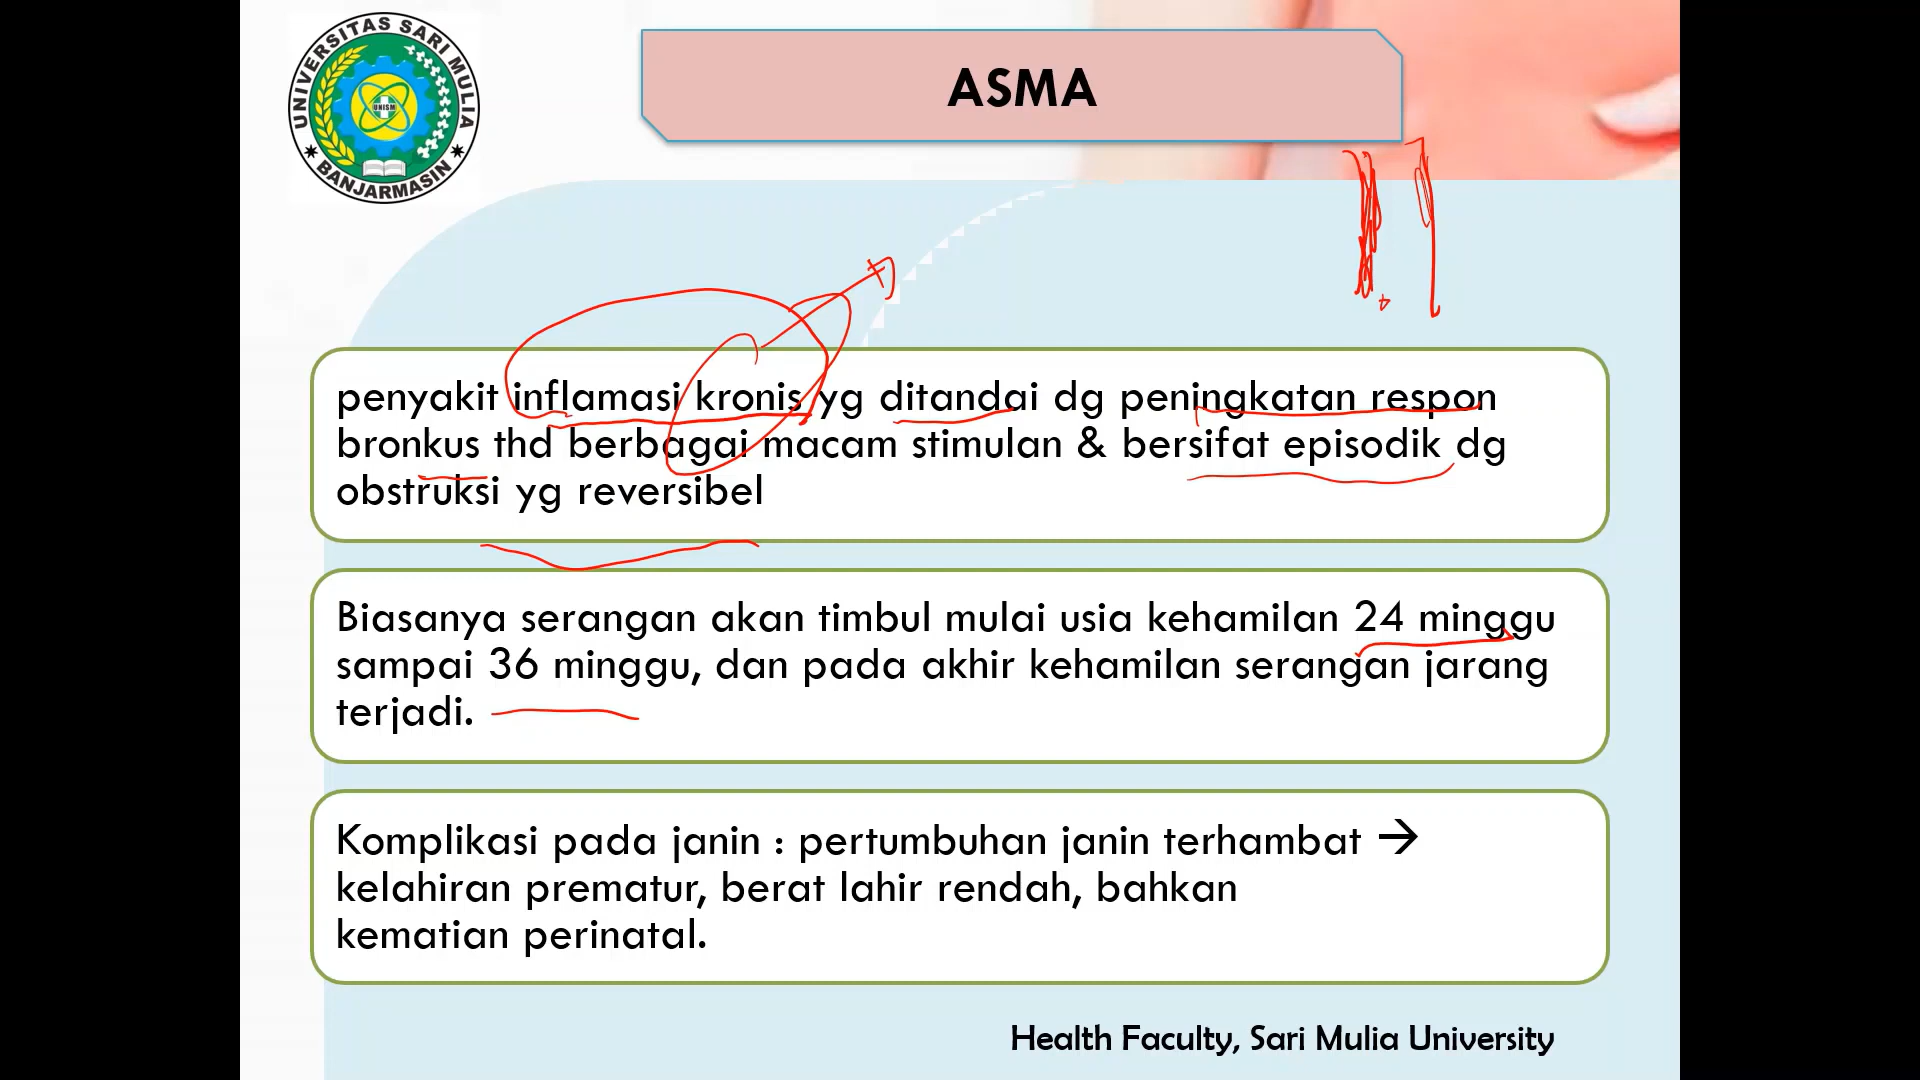 UNIVERSITAS SARI MULIA
UNISM
BANJARMASIN
ASMA
penyakit inflamasi kronis yg ditandai dg peningkatan respon
bronkus thd berbagai macam stimulan & bersifat episodik dg
obstruksi yg reversibel
Biasanya serangan akan timbul mulai usia kehamilan 24 minggu
sampai 36 minggu, dan pada akhir kehamilan serangan jarang
terjadi.
Komplikasi pada janin : pertumbuhan janin terhambat →
kelahiran prematur, berat lahir rendah, bahkan
kematian perinatal.
Health Faculty, Sari Mulia University